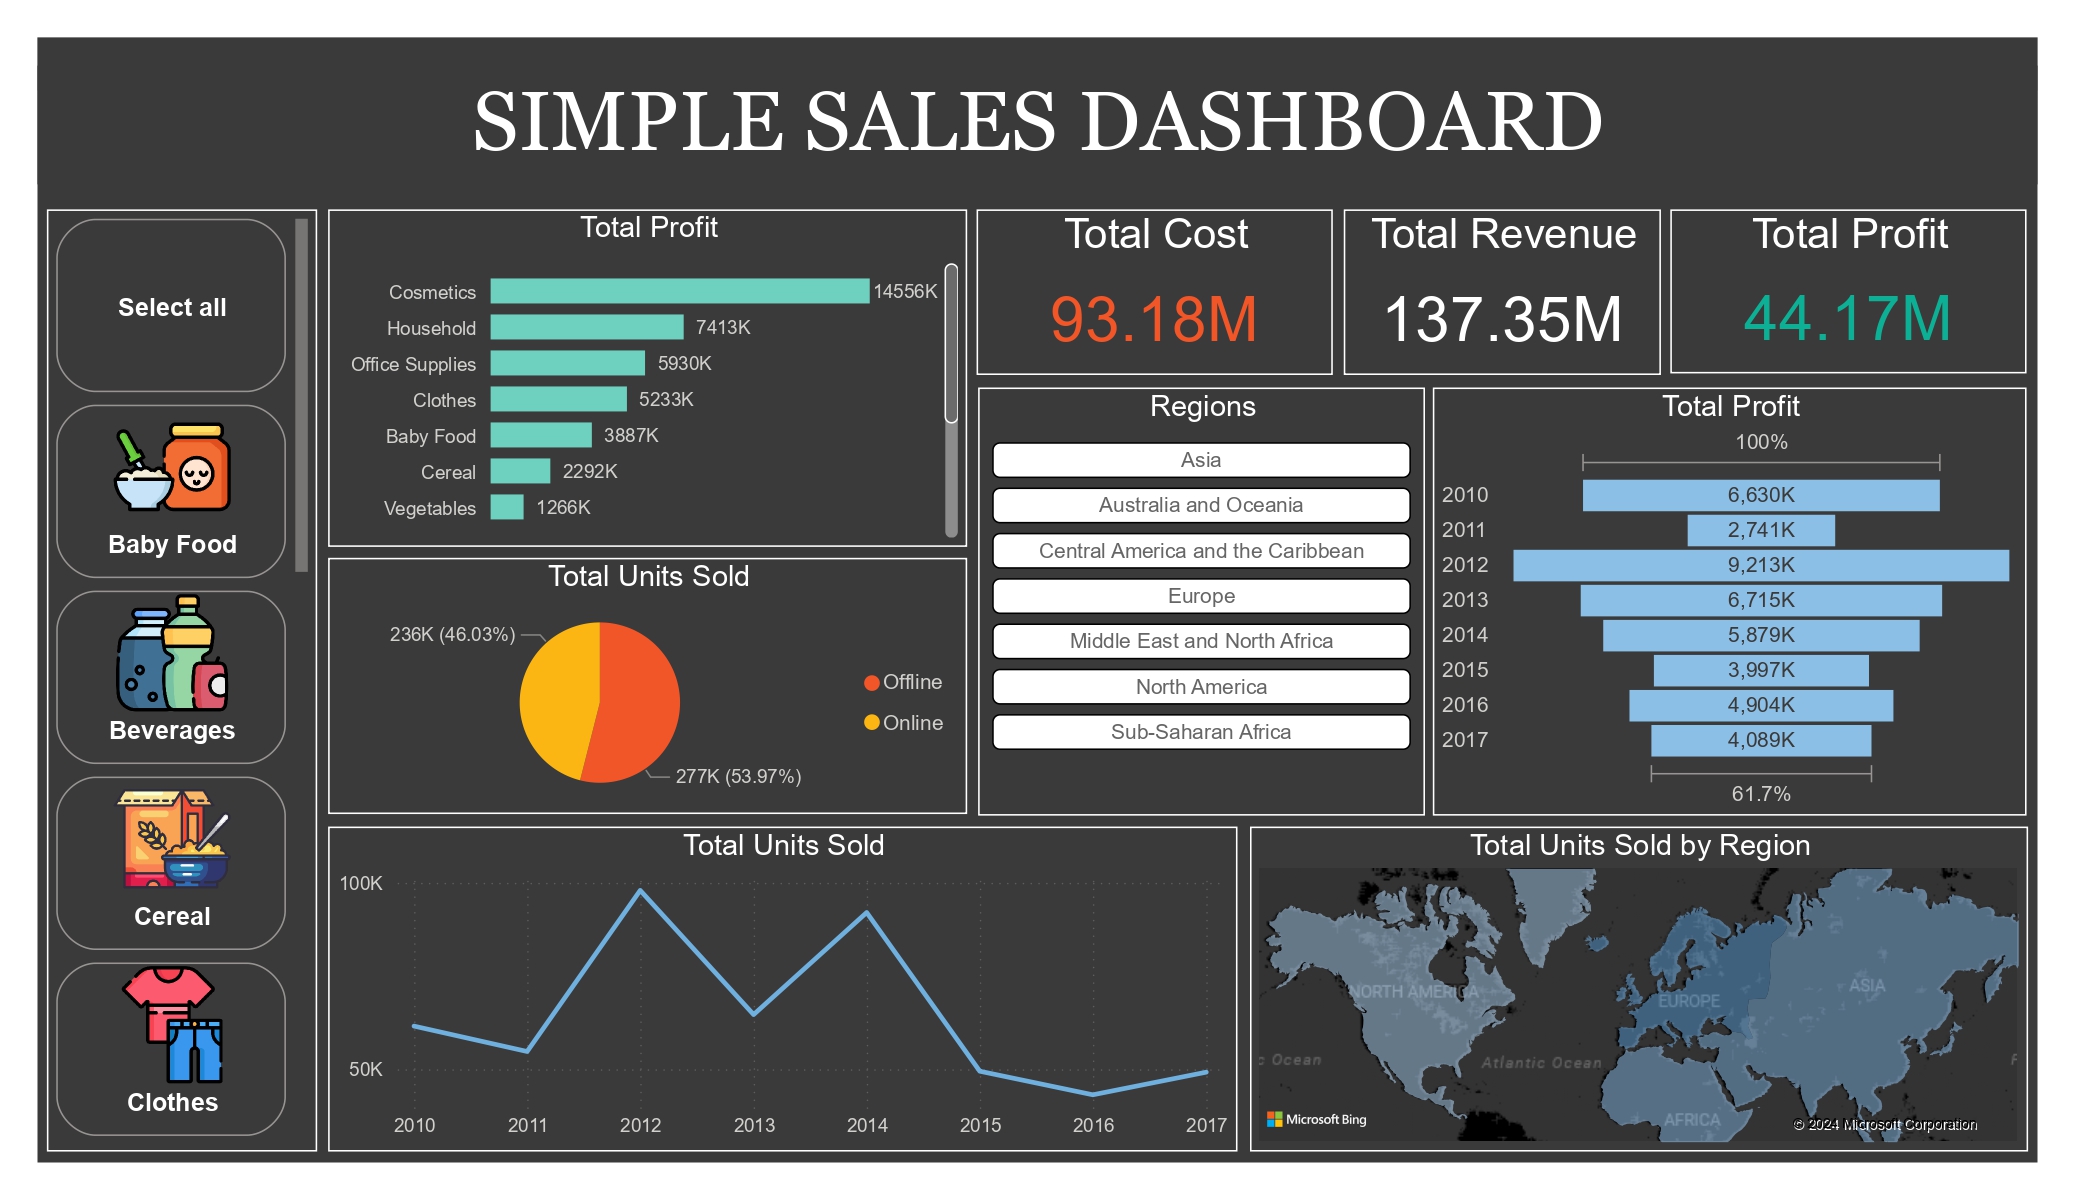 SIMPLE SALES DASHBOARD
Select all
Baby Food
Beverages
Cereal
Clothes
Total Profit
Cosmetics 14556K
Household 7413K
Office Supplies 5930K
Clothes 5233K
Baby Food 3887K
Cereal 2292K
Vegetables 1266K
Total Cost
93.18M
Total Revenue
137.35M
Total Profit
44.17M
Total Units Sold
236K (46.03%)
277K (53.97%)
Offline
Online
Regions
Asia
Australia and Oceania
Central America and the Caribbean
Europe
Middle East and North Africa
North America
Sub-Saharan Africa
Total Profit
100%
2010 6,630K
2011 2,741K
2012 9,213K
2013 6,715K
2014 5,879K
2015 3,997K
2016 4,904K
2017 4,089K
61.7%
Total Units Sold
100K
50K
2010 2011 2012 2013 2014 2015 2016 2017
Total Units Sold by Region
NORTH AMERICA
EUROPE
ASIA
c Ocean
Atlantic Ocean
P
AFRICA
Microsoft Bing
© 2024 Microsoft Corporation